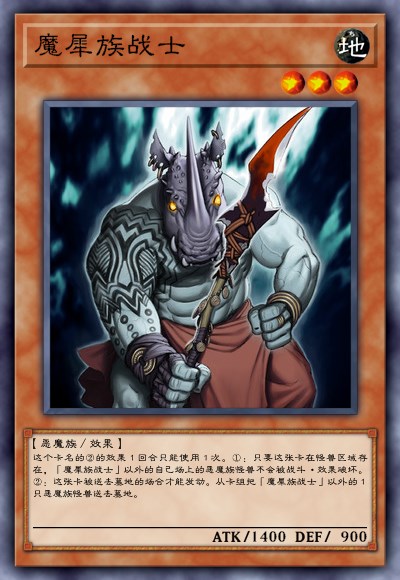 魔犀族战士
地
【恶魔族／效果】
这个卡名的②的效果1回合只能使用1次。①：只要这张卡在怪兽区域存
在，「魔犀族战士」以外的自己场上的恶魔族怪兽不会被战斗·效果破坏。
②：这张卡被送去墓地的场合才能发动。从卡组把「魔犀族战士」以外的1
只恶魔族怪兽送去墓地。
ATK/1400 DEF/ 900